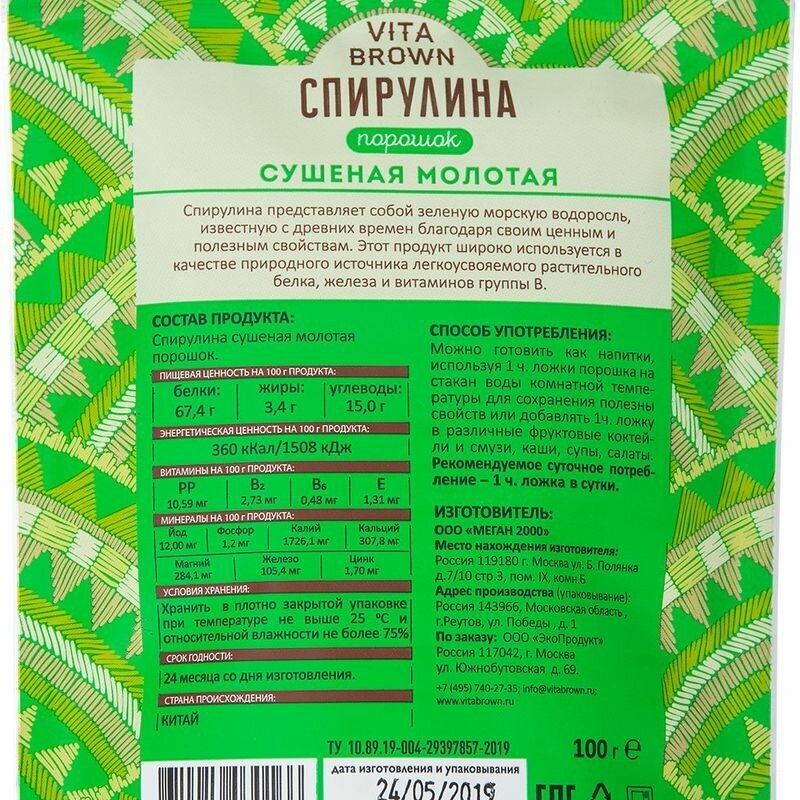 VITA
BROWN
СПИРУЛИНА
порошок
СУШЕНАЯ МОЛОТАЯ
Спирулина представляет собой зеленую морскую водоросль,
известную с древних времен благодаря своим ценным и
полезным свойствам. Этот продукт широко используется в
качестве природного источника легкоусвояемого растительного
белка, железа и витаминов группы В.
СОСТАВ ПРОДУКТА:
Спирулина сушеная молотая
порошок.
ПИЩЕВАЯ ЦЕННОСТЬ НА 100 г ПРОДУКТА:
белки: жиры: углеводы:
67,4 г 3,4 г 15,0 г
ЭНЕРГЕТИЧЕСКАЯ ЦЕННОСТЬ НА 100 г ПРОДУКТА:
360 кКал/1508 кДж
ВИТАМИНЫ НА 100 г ПРОДУКТА:
PP B₂ B₆ E
10,59 мг 2,73 мг 0,48 мг 1,31 мг
МИНЕРАЛЫ НА 100 г ПРОДУКТА:
Йод Фосфор Калий Кальций
12,00 мг 1,2 мг 1726,1 мг 307,8 мг
Магний Железо Цинк
284,1 мг 105,4 мг 1,70 мг
УСЛОВИЯ ХРАНЕНИЯ:
Хранить в плотно закрытой упаковке
при температуре не выше 25 ºС и
относительной влажности не более 75%
СРОК ГОДНОСТИ:
24 месяца со дня изготовления.
СТРАНА ПРОИСХОЖДЕНИЯ:
КИТАЙ
СПОСОБ УПОТРЕБЛЕНИЯ:
Можно готовить как напитки,
используя 1 ч. ложки порошка на
стакан воды комнатной темпе-
ратуры для сохранения полезны
свойств или добавлять 1ч. ложку
в различные фруктовые коктей-
ли и смузи, каши, супы, салаты.
Рекомендуемое суточное потреб-
ление – 1 ч. ложка в сутки.
ИЗГОТОВИТЕЛЬ:
ООО «МЕГАН 2000»
Место нахождения изготовителя:
Россия 119180 г. Москва ул. Б. Полянка
д.7/10 стр.3, пом. IX, комн.Б
Адрес производства (упаковывание):
Россия 143966, Московская область ,
г.Реутов, ул. Победы , д. 1
По заказу: ООО «ЭкоПродукт»
Россия 117042, г. Москва
ул. Южнобутовская д. 69.
+7 (495) 740-27-35; info@vitabrown.ru;
www.vitabrown.ru
ТУ 10.89.19-004-29397857-2019
100 г e
дата изготовления и упаковывания
24/05/2019